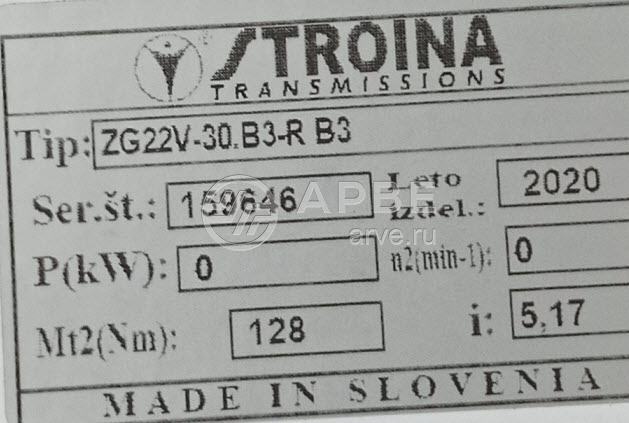 STROINA
TRANSMISSIONS
Tip: ZG22V-30.B3-R B3
Ser.št.: 159646 Leto izdel.: 2020
P(kW): 0 n2(min-1): 0
Mt2(Nm): 128 i: 5,17
MADE IN SLOVENIA
АРВЕ
arve.ru